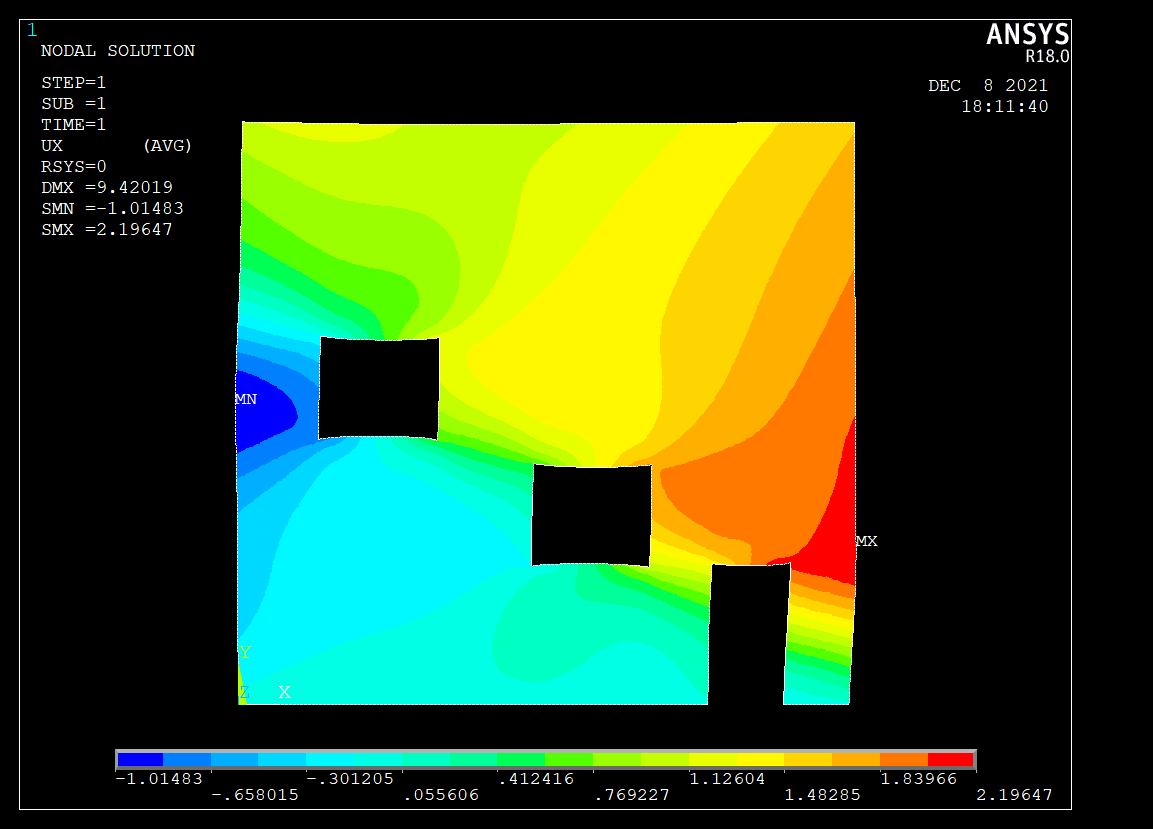 1
NODAL SOLUTION
STEP=1
SUB =1
TIME=1
UX (AVG)
RSYS=0
DMX =9.42019
SMN =-1.01483
SMX =2.19647
ANSYS
R18.0
DEC 8 2021
18:11:40
MN
MX
Y
Z X
-1.01483 -.301205 .412416 1.12604 1.83966
-.658015 .055606 .769227 1.48285 2.19647